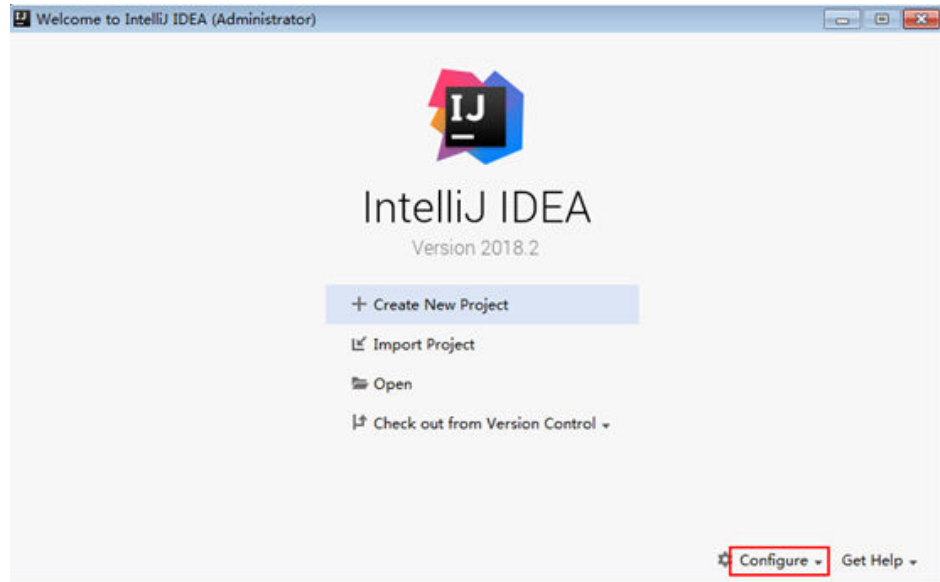 Welcome to IntelliJ IDEA (Administrator)
IJ
IntelliJ IDEA
Version 2018.2
Create New Project
Import Project
Open
Check out from Version Control
Configure Get Help